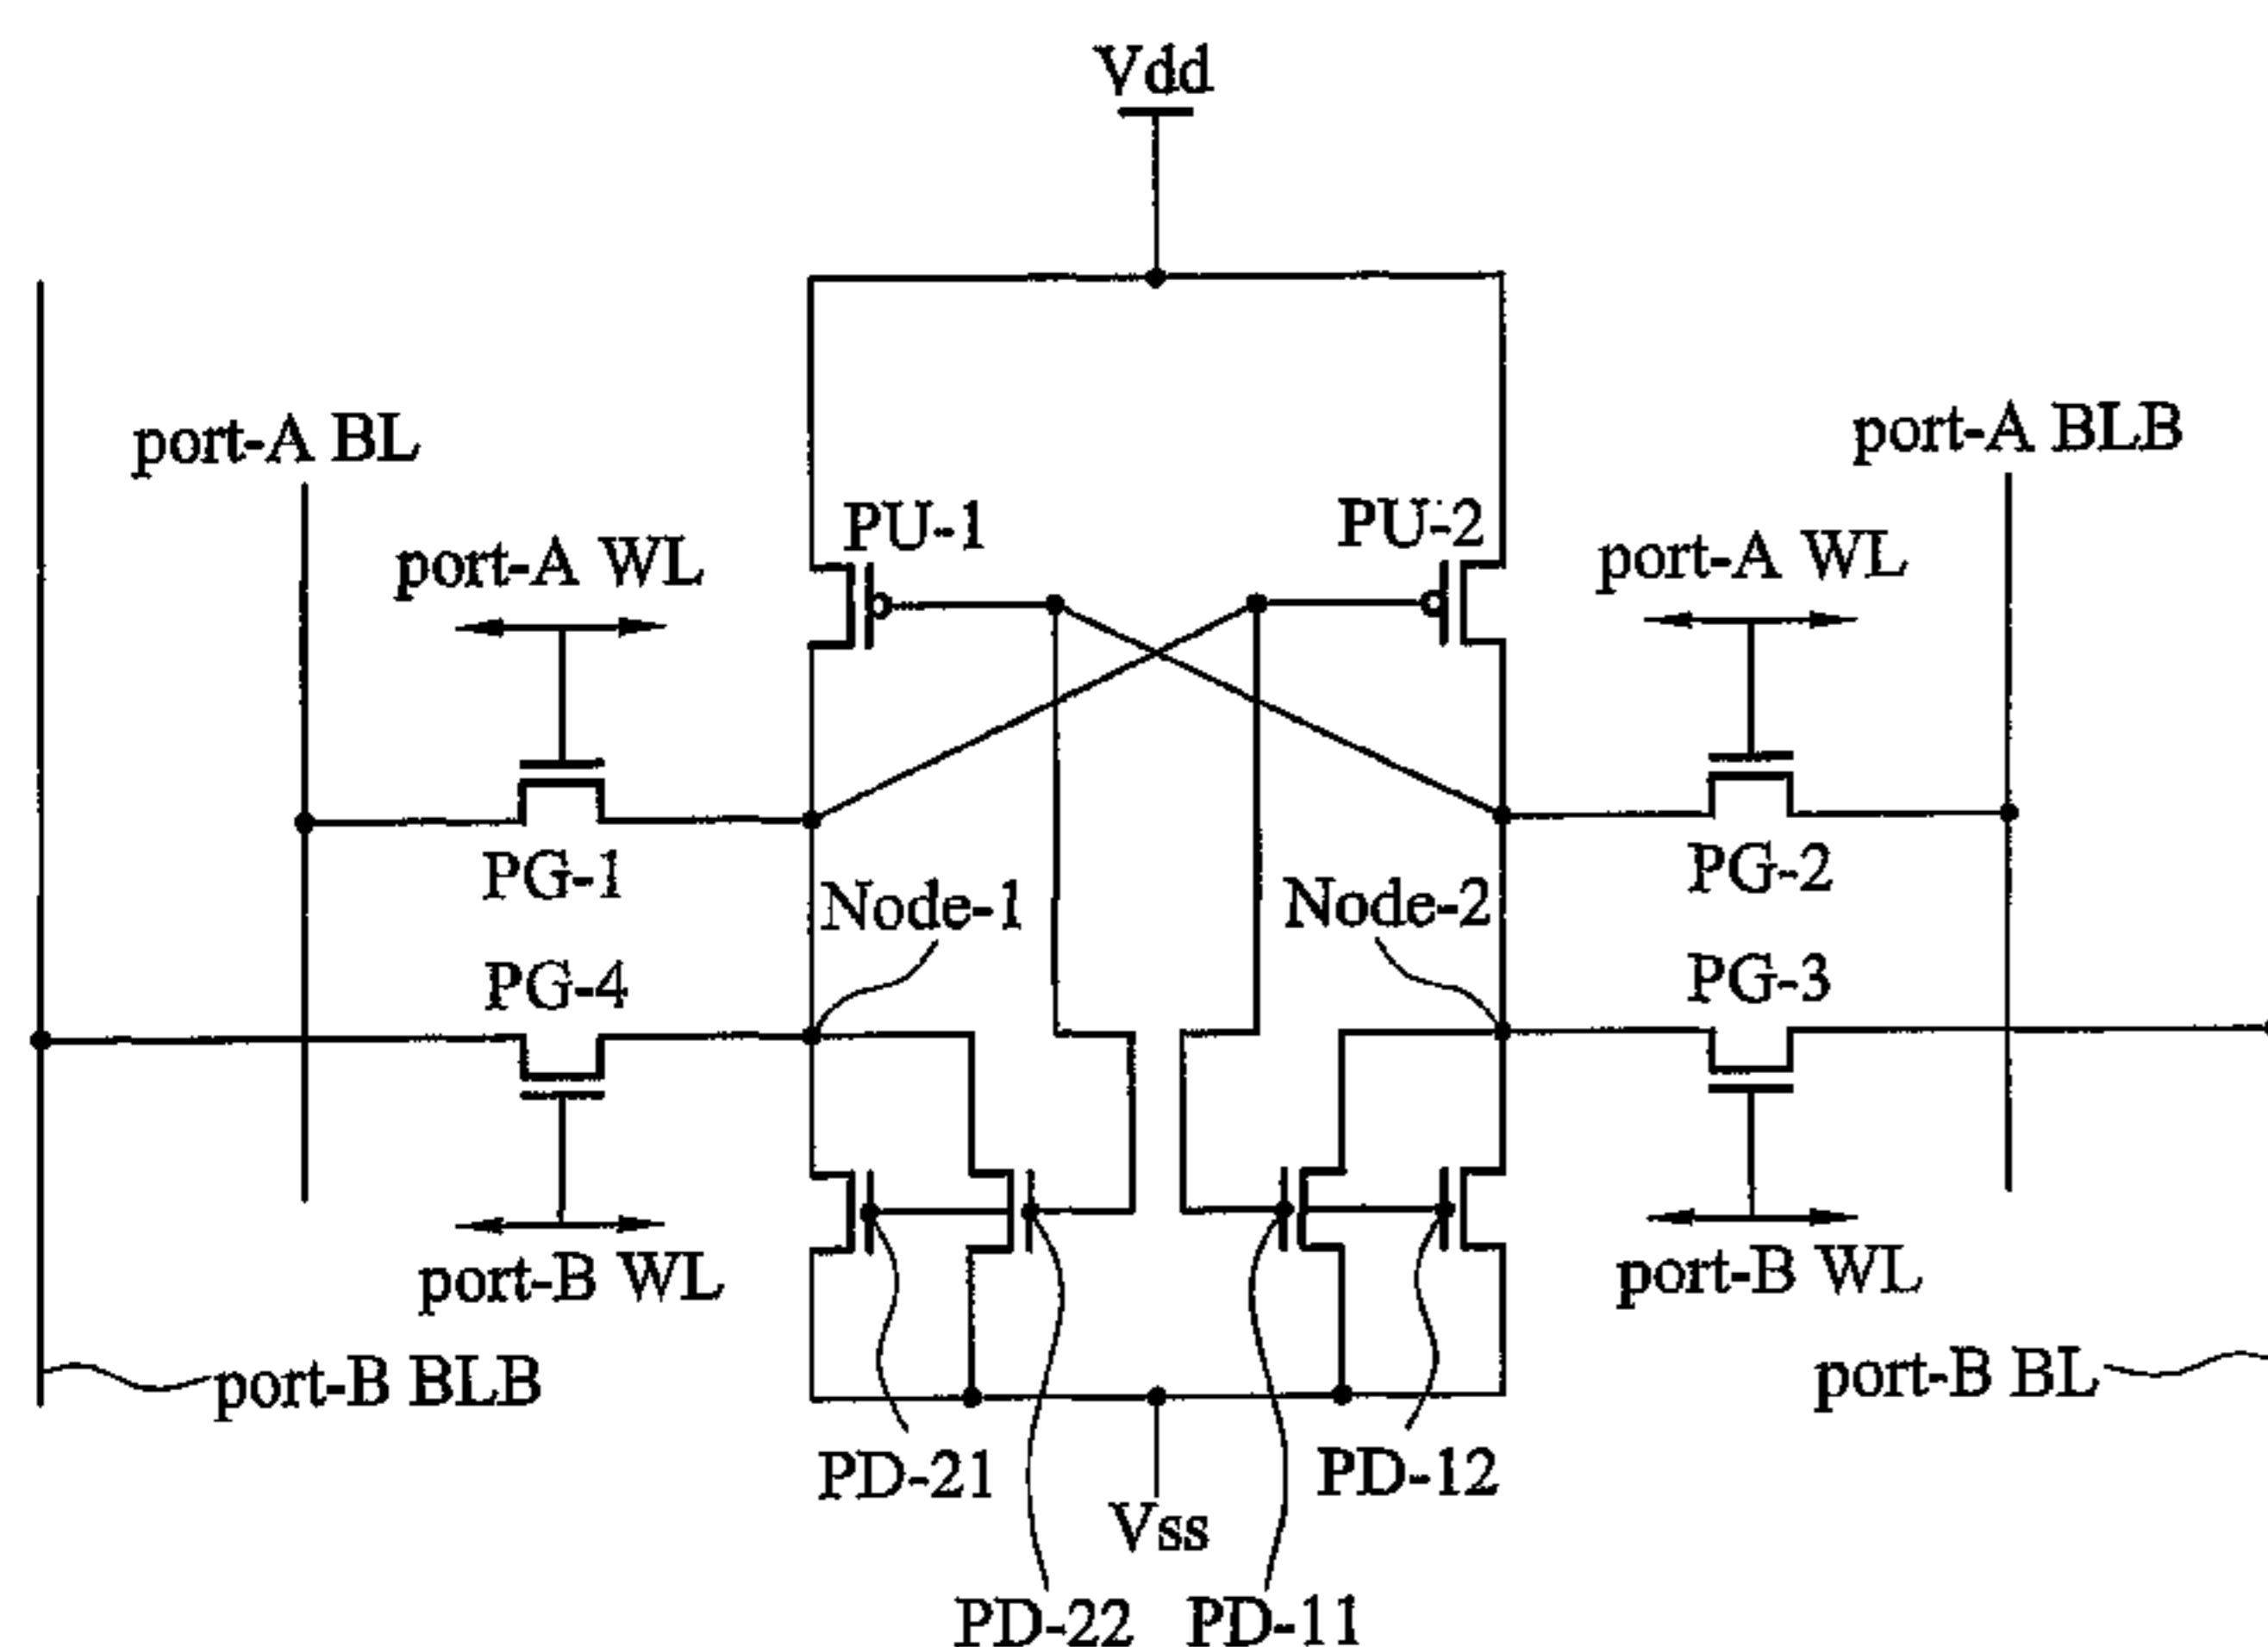 Vdd
port-A BL
port-A BLB
PU-1
PU-2
port-A WL
port-A WL
PG-1
PG-2
Node-1
Node-2
PG-4
PG-3
port-B WL
port-B WL
port-B BLB
port-B BL
PD-21
PD-12
Vss
PD-22
PD-11